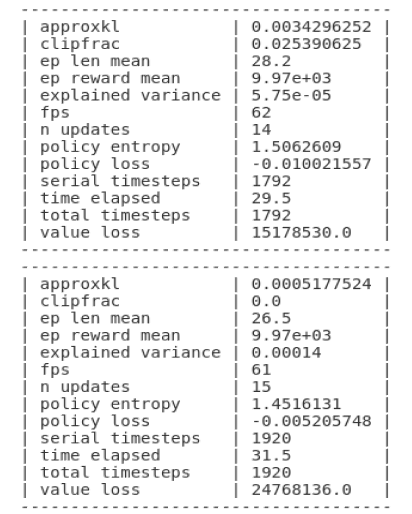 ---------------------------------------
| approxkl           | 0.0034296252 |
| clipfrac           | 0.025390625  |
| ep len mean        | 28.2         |
| ep reward mean     | 9.97e+03     |
| explained variance | 5.75e-05     |
| fps                | 62           |
| n updates          | 14           |
| policy entropy     | 1.5062609    |
| policy loss        | -0.010021557 |
| serial timesteps   | 1792         |
| time elapsed       | 29.5         |
| total timesteps    | 1792         |
| value loss         | 15178530.0   |
---------------------------------------
---------------------------------------
| approxkl           | 0.0005177524 |
| clipfrac           | 0.0          |
| ep len mean        | 26.5         |
| ep reward mean     | 9.97e+03     |
| explained variance | 0.00014      |
| fps                | 61           |
| n updates          | 15           |
| policy entropy     | 1.4516131    |
| policy loss        | -0.005205748 |
| serial timesteps   | 1920         |
| time elapsed       | 31.5         |
| total timesteps    | 1920         |
| value loss         | 24768136.0   |
---------------------------------------